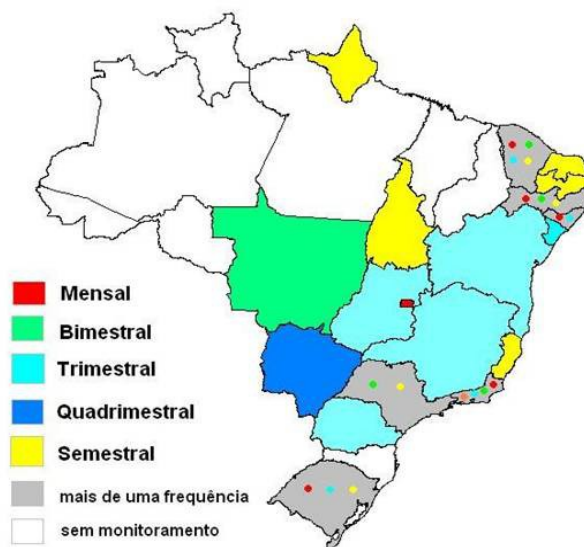 Mensal
Bimestral
Trimestral
Quadrimestral
Semestral
mais de uma frequência
sem monitoramento